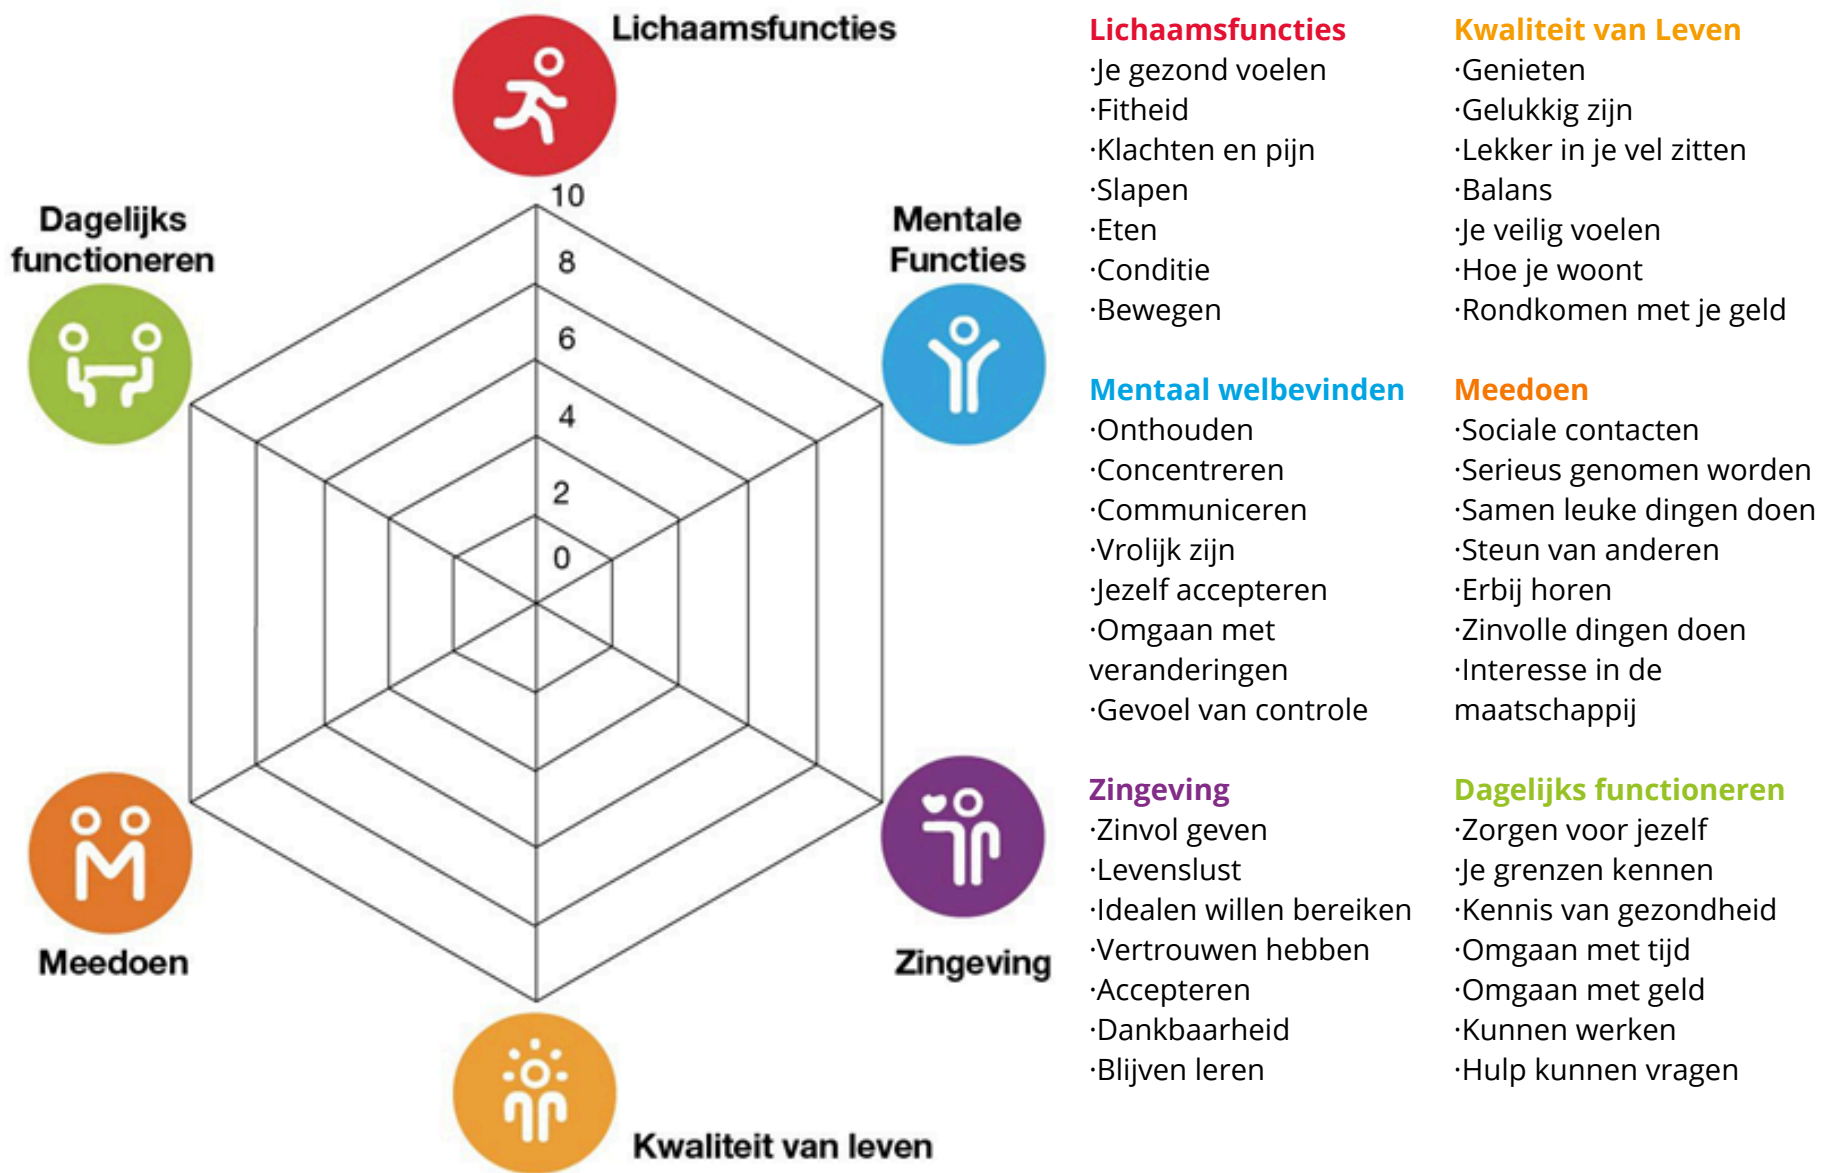 Lichaamsfuncties
10
8
6
4
2
0
Dagelijks
functioneren
Mentale
Functies
Meedoen
Zingeving
Kwaliteit van leven
Lichaamsfuncties
·Je gezond voelen
·Fitheid
·Klachten en pijn
·Slapen
·Eten
·Conditie
·Bewegen
Mentaal welbevinden
·Onthouden
·Concentreren
·Communiceren
·Vrolijk zijn
·Jezelf accepteren
·Omgaan met
veranderingen
·Gevoel van controle
Zingeving
·Zinvol geven
·Levenslust
·Idealen willen bereiken
·Vertrouwen hebben
·Accepteren
·Dankbaarheid
·Blijven leren
Kwaliteit van Leven
·Genieten
·Gelukkig zijn
·Lekker in je vel zitten
·Balans
·Je veilig voelen
·Hoe je woont
·Rondkomen met je geld
Meedoen
·Sociale contacten
·Serieus genomen worden
·Samen leuke dingen doen
·Steun van anderen
·Erbij horen
·Zinvolle dingen doen
·Interesse in de
maatschappij
Dagelijks functioneren
·Zorgen voor jezelf
·Je grenzen kennen
·Kennis van gezondheid
·Omgaan met tijd
·Omgaan met geld
·Kunnen werken
·Hulp kunnen vragen